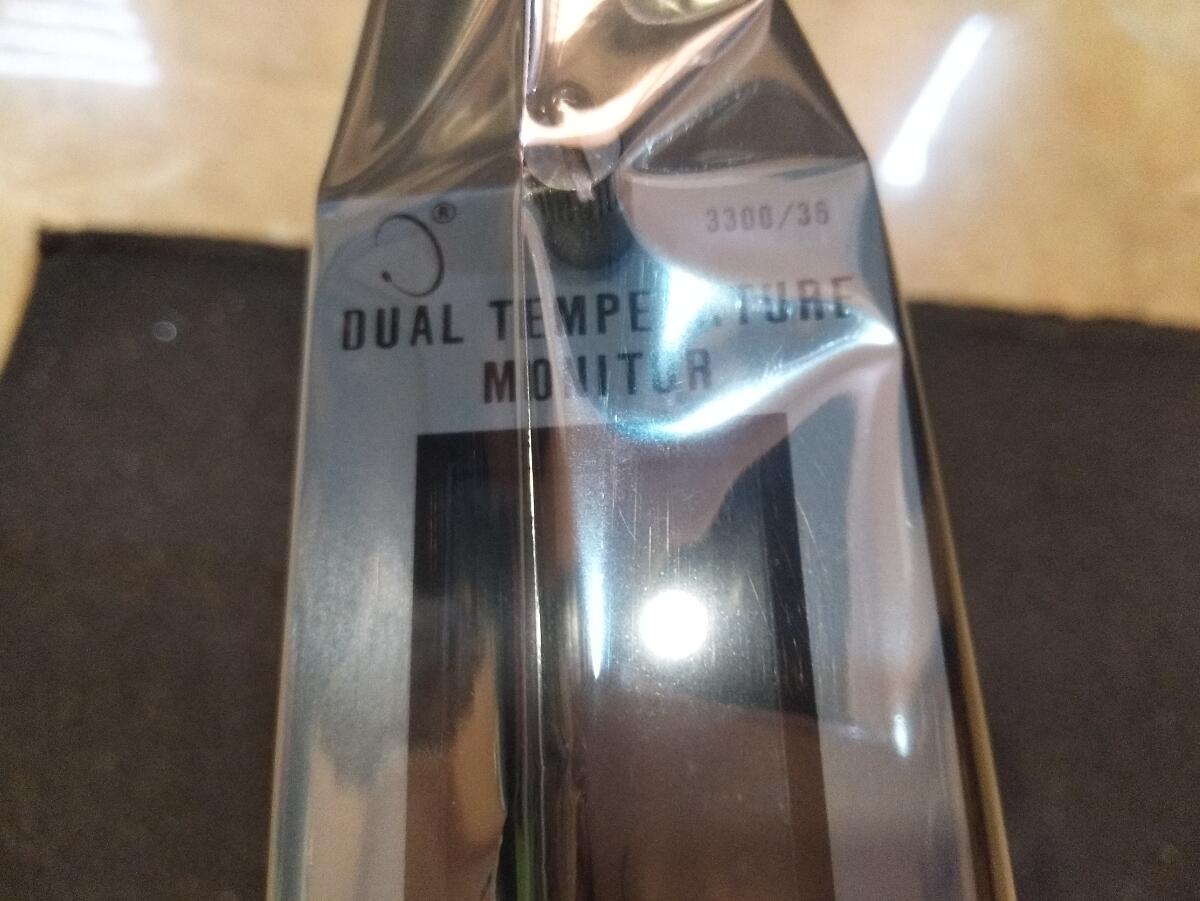 ®
3300/36
DUAL TEMPERATURE
MONITOR